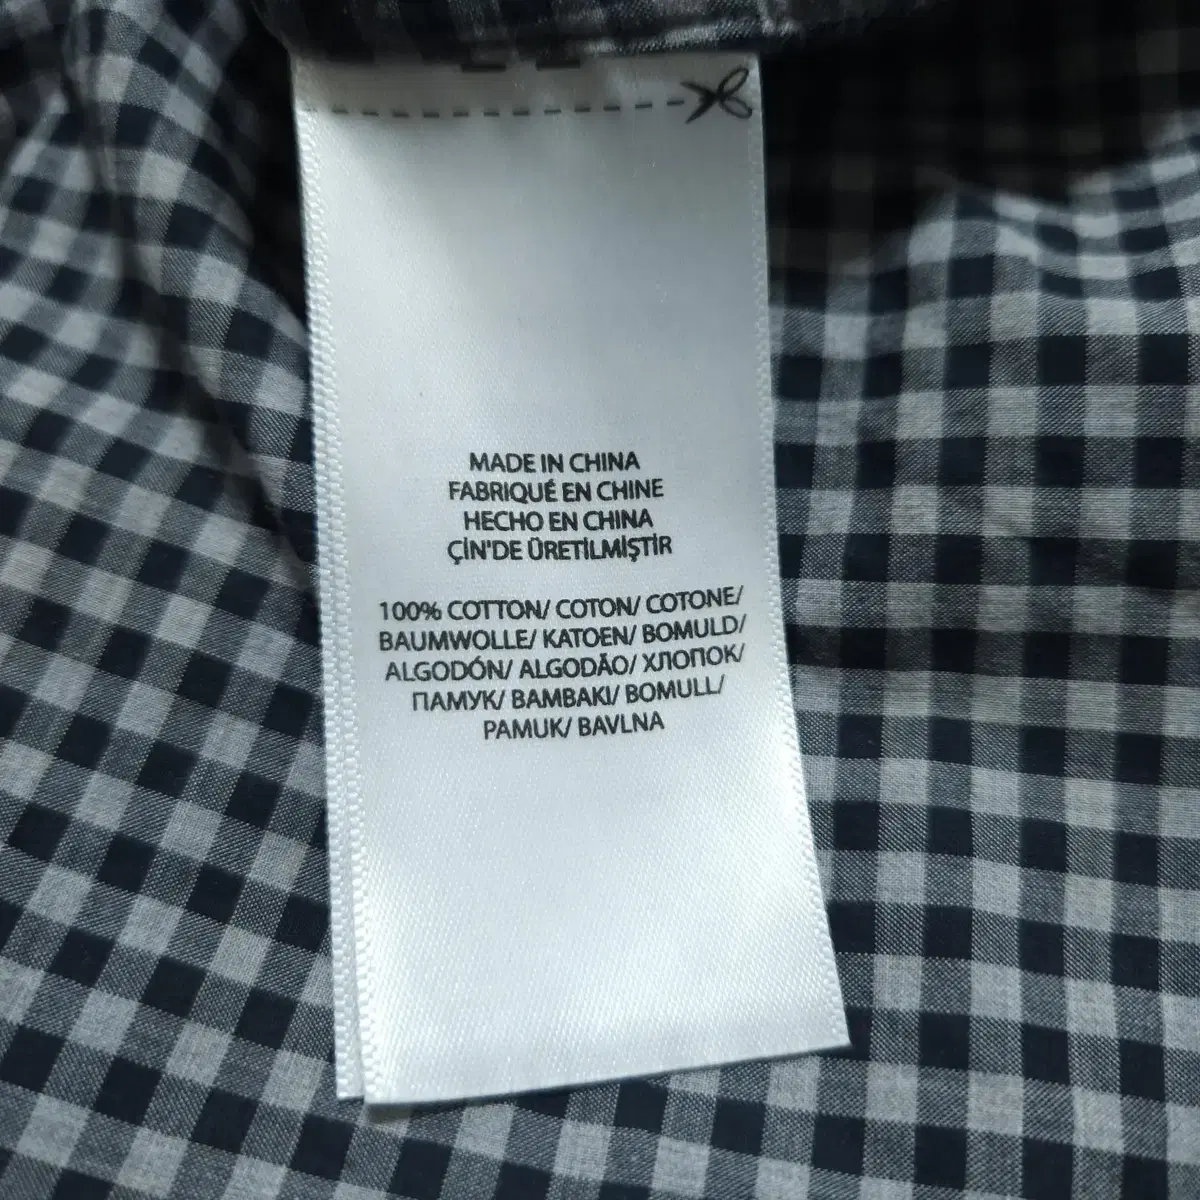 MADE IN CHINA
FABRIQUÉ EN CHINE
HECHO EN CHINA
ÇİN'DE ÜRETİLMİŞTİR
100% COTTON/ COTON/ COTONE/
BAUMWOLLE/ KATOEN/ BOMULD/
ALGODÓN/ ALGODÃO/ ХЛОПОК/
ПАМУК/ BAMBAKI/ BOMULL/
PAMUK/ BAVLNA